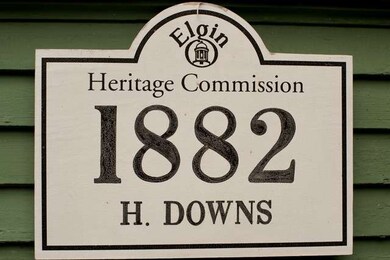 Elgin
Heritage Commission
1882
H. DOWNS